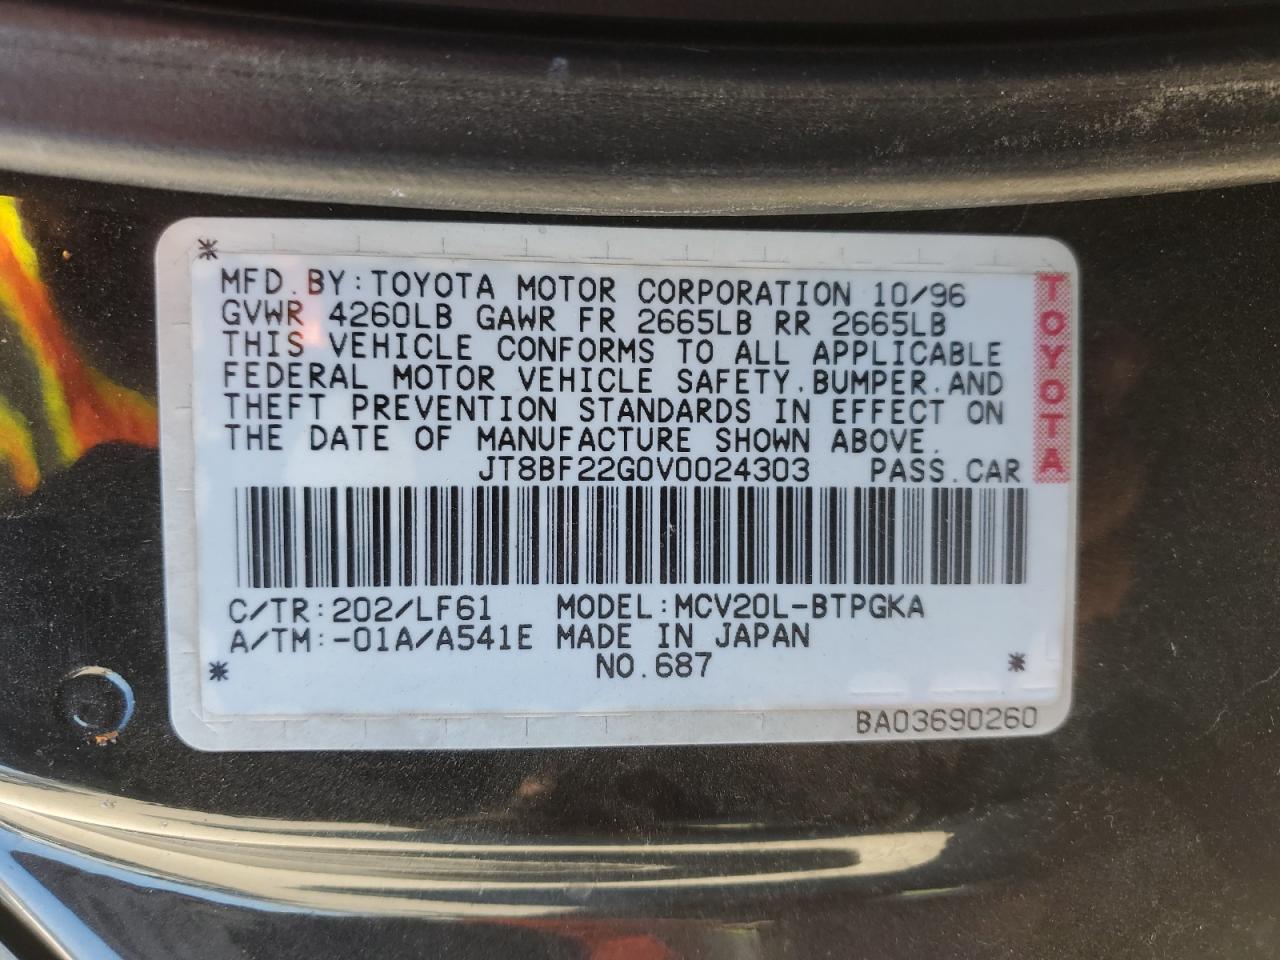 MFD. BY: TOYOTA MOTOR CORPORATION 10/96
GVWR 4260LB GAWR FR 2665LB RR 2665LB
THIS VEHICLE CONFORMS TO ALL APPLICABLE
FEDERAL MOTOR VEHICLE SAFETY. BUMPER. AND
THEFT PREVENTION STANDARDS IN EFFECT ON
THE DATE OF MANUFACTURE SHOWN ABOVE.
JT8BF22G0V0024303 PASS. CAR
TOYOTA
C/TR: 202/LF61 MODEL: MCV20L-BTPGKA
A/TM: -01A/A541E MADE IN JAPAN
NO. 687
BA03690260